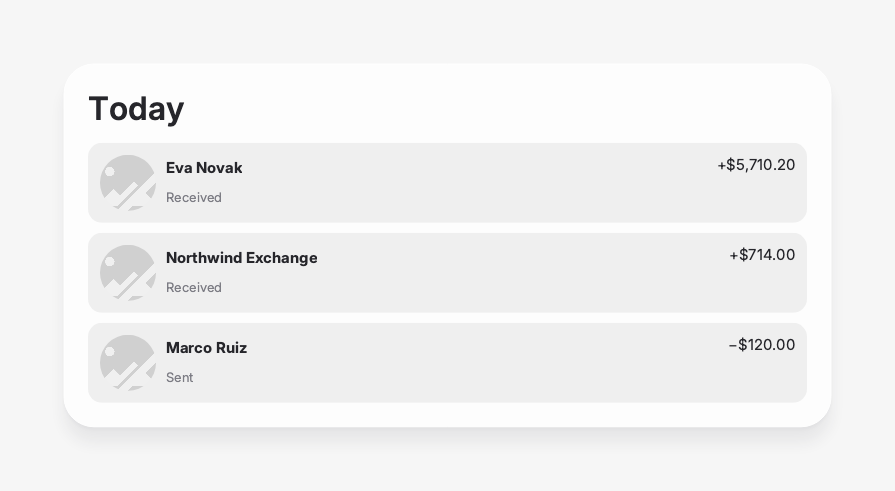 Today
Eva Novak
+$5,710.20
Received
Northwind Exchange
+$714.00
Received
Marco Ruiz
−$120.00
Sent